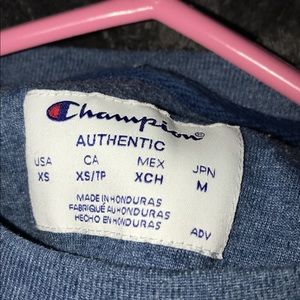 Champion®
AUTHENTIC
USA CA MEX JPN
XS XS/TP XCH M
MADE IN HONDURAS
FABRIQUÉ AU HONDURAS
HECHO EN HONDURAS
ADV